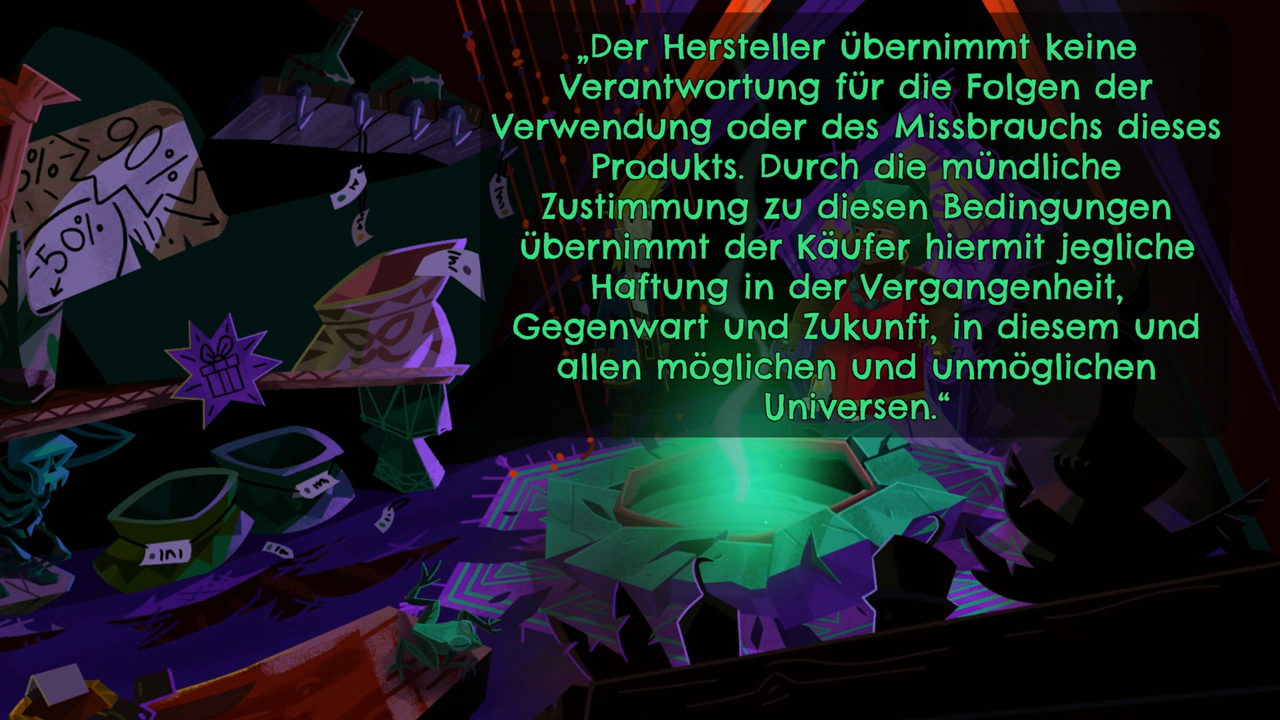 „Der Hersteller übernimmt keine
Verantwortung für die Folgen der
Verwendung oder des Missbrauchs dieses
Produkts. Durch die mündliche
Zustimmung zu diesen Bedingungen
übernimmt der Käufer hiermit jegliche
Haftung in der Vergangenheit,
Gegenwart und Zukunft, in diesem und
allen möglichen und unmöglichen
Universen.“
90%
-50%